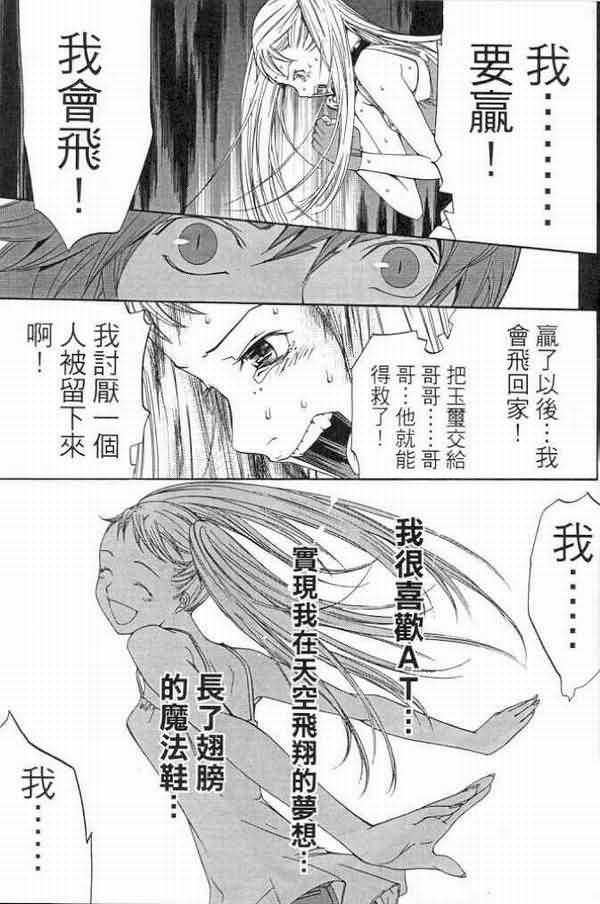 我………
要贏！
我會飛！
贏了以後…我
會飛回家！
把玉璽交給
哥哥……哥
哥…他就能
得救了！
我討厭一個
人被留下來
啊！
我……
我很喜歡AT…
實現我在天空飛翔的夢想…
長了翅膀
的魔法鞋…
我……